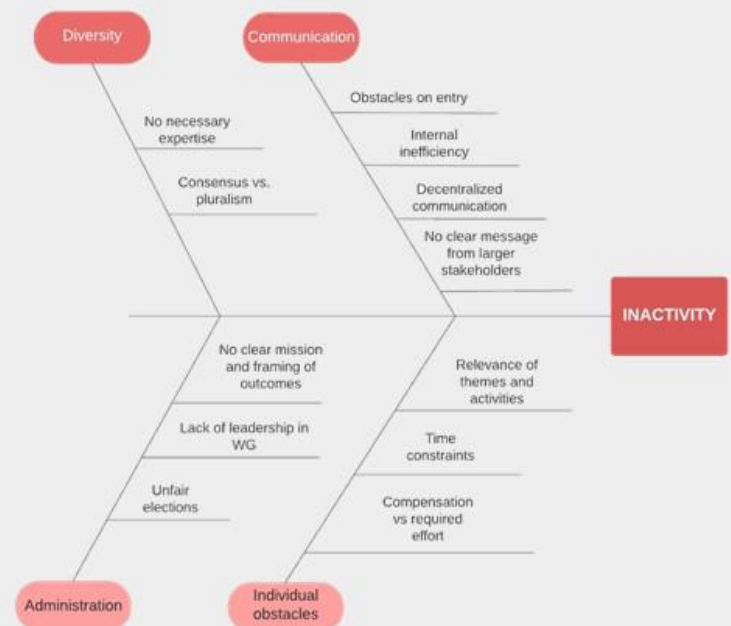 Diversity
Communication
No necessary
expertise
Consensus vs.
pluralism
Obstacles on entry
Internal
inefficiency
Decentralized
communication
No clear message
from larger
stakeholders
INACTIVITY
No clear mission
and framing of
outcomes
Lack of leadership in
WG
Unfair
elections
Administration
Relevance of
themes and
activities
Time
constraints
Compensation
vs required
effort
Individual
obstacles